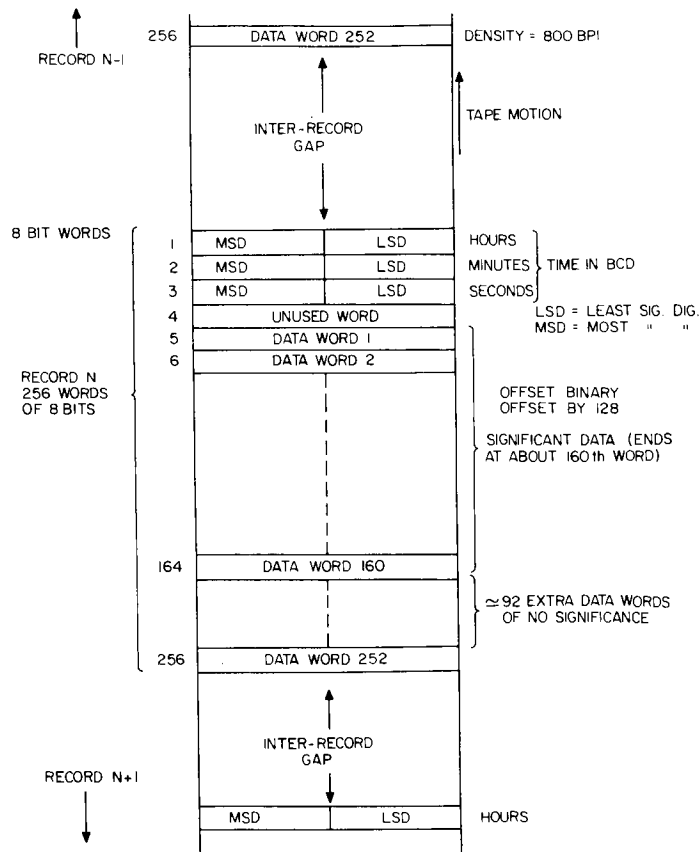 256 DATA WORD 252 DENSITY = 800 BPI
RECORD N-1
TAPE MOTION
INTER-RECORD
GAP
8 BIT WORDS
1 MSD LSD HOURS
2 MSD LSD MINUTES TIME IN BCD
3 MSD LSD SECONDS
LSD = LEAST SIG. DIG.
MSD = MOST " "
4 UNUSED WORD
5 DATA WORD 1
6 DATA WORD 2
RECORD N
256 WORDS
OF 8 BITS
OFFSET BINARY
OFFSET BY 128
SIGNIFICANT DATA (ENDS
AT ABOUT 160th WORD)
164 DATA WORD 160
≃92 EXTRA DATA WORDS
OF NO SIGNIFICANCE
256 DATA WORD 252
INTER-RECORD
GAP
RECORD N+1
MSD LSD HOURS